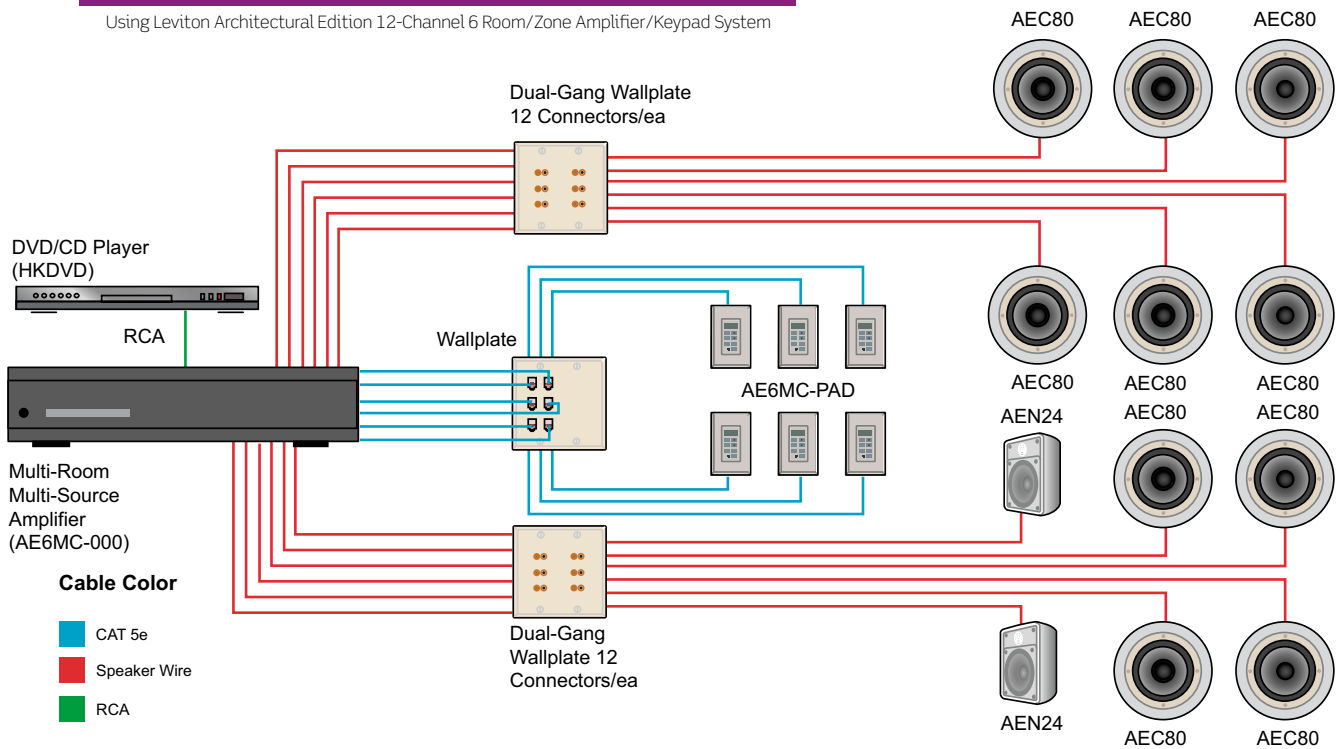 Using Leviton Architectural Edition 12-Channel 6 Room/Zone Amplifier/Keypad System
AEC80
AEC80
AEC80
Dual-Gang Wallplate
12 Connectors/ea
DVD/CD Player
(HKDVD)
RCA
Wallplate
AE6MC-PAD
AEC80
AEC80
AEC80
AEN24
AEC80
AEC80
Multi-Room
Multi-Source
Amplifier
(AE6MC-000)
Cable Color
CAT 5e
Speaker Wire
RCA
Dual-Gang
Wallplate 12
Connectors/ea
AEN24
AEC80
AEC80